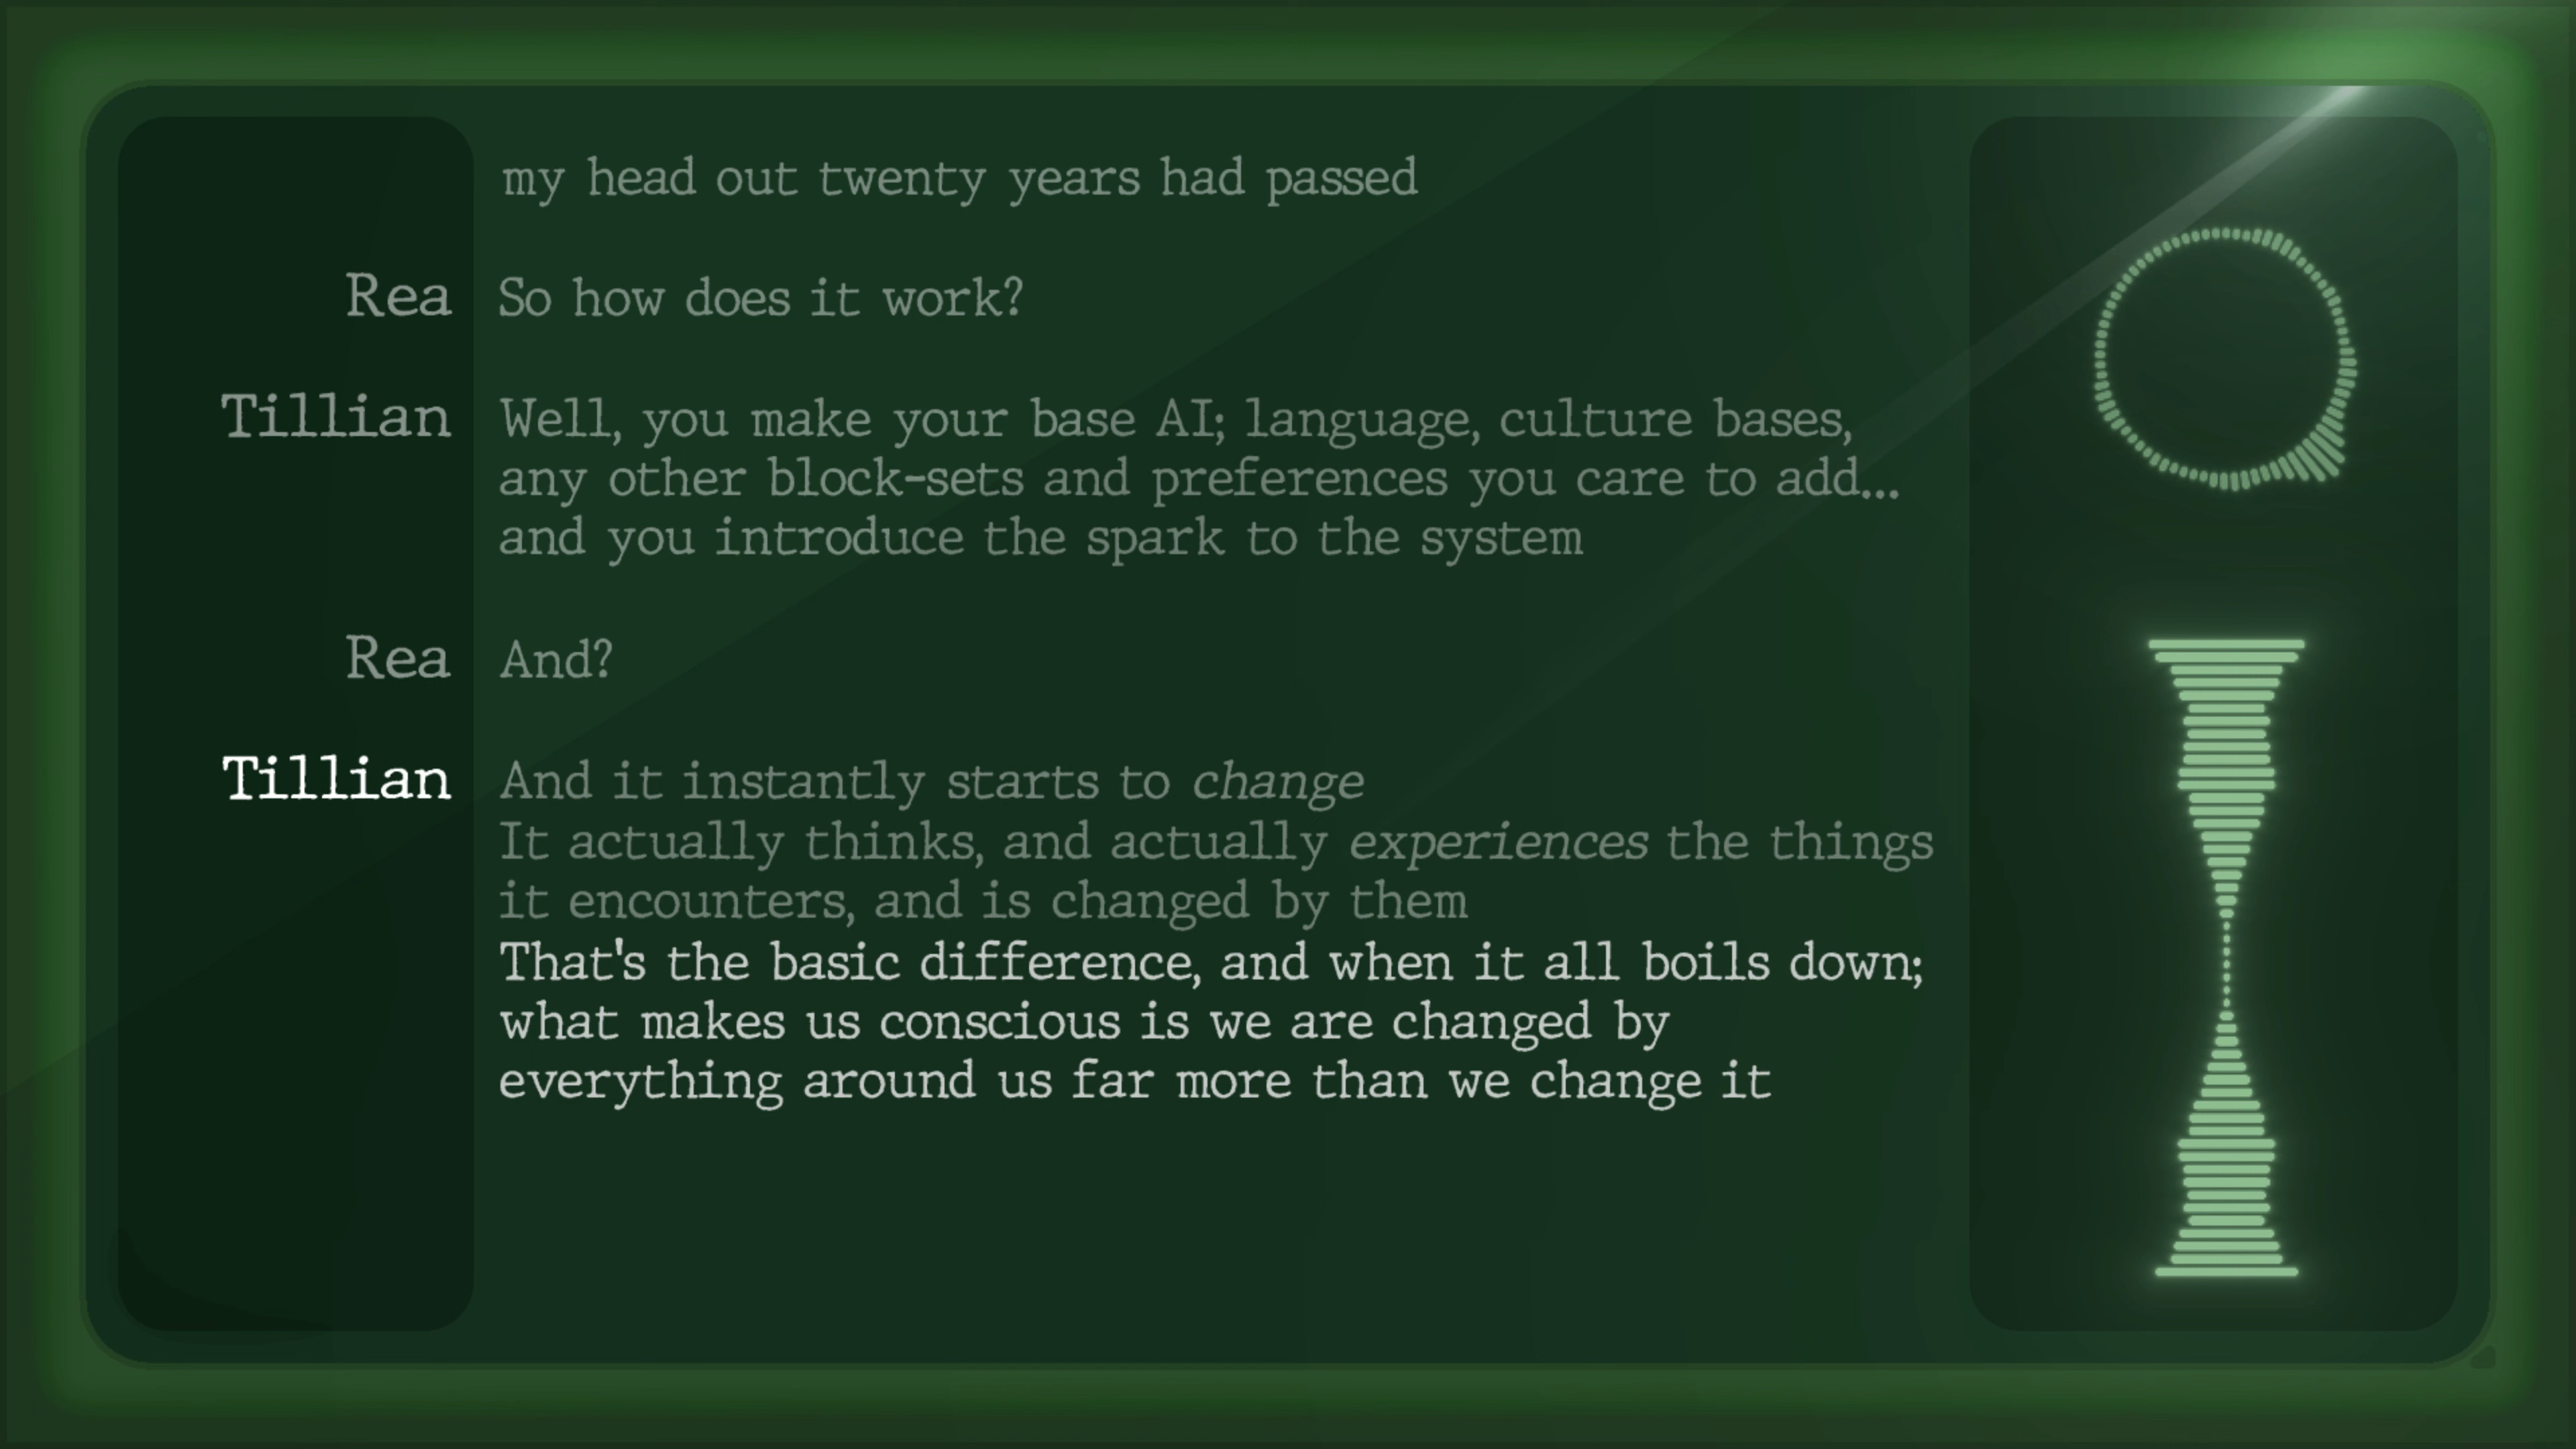 my head out twenty years had passed
Rea So how does it work?
Tillian Well, you make your base AI; language, culture bases,
any other block-sets and preferences you care to add...
and you introduce the spark to the system
Rea And?
Tillian And it instantly starts to change
It actually thinks, and actually experiences the things
it encounters, and is changed by them
That's the basic difference, and when it all boils down;
what makes us conscious is we are changed by
everything around us far more than we change it